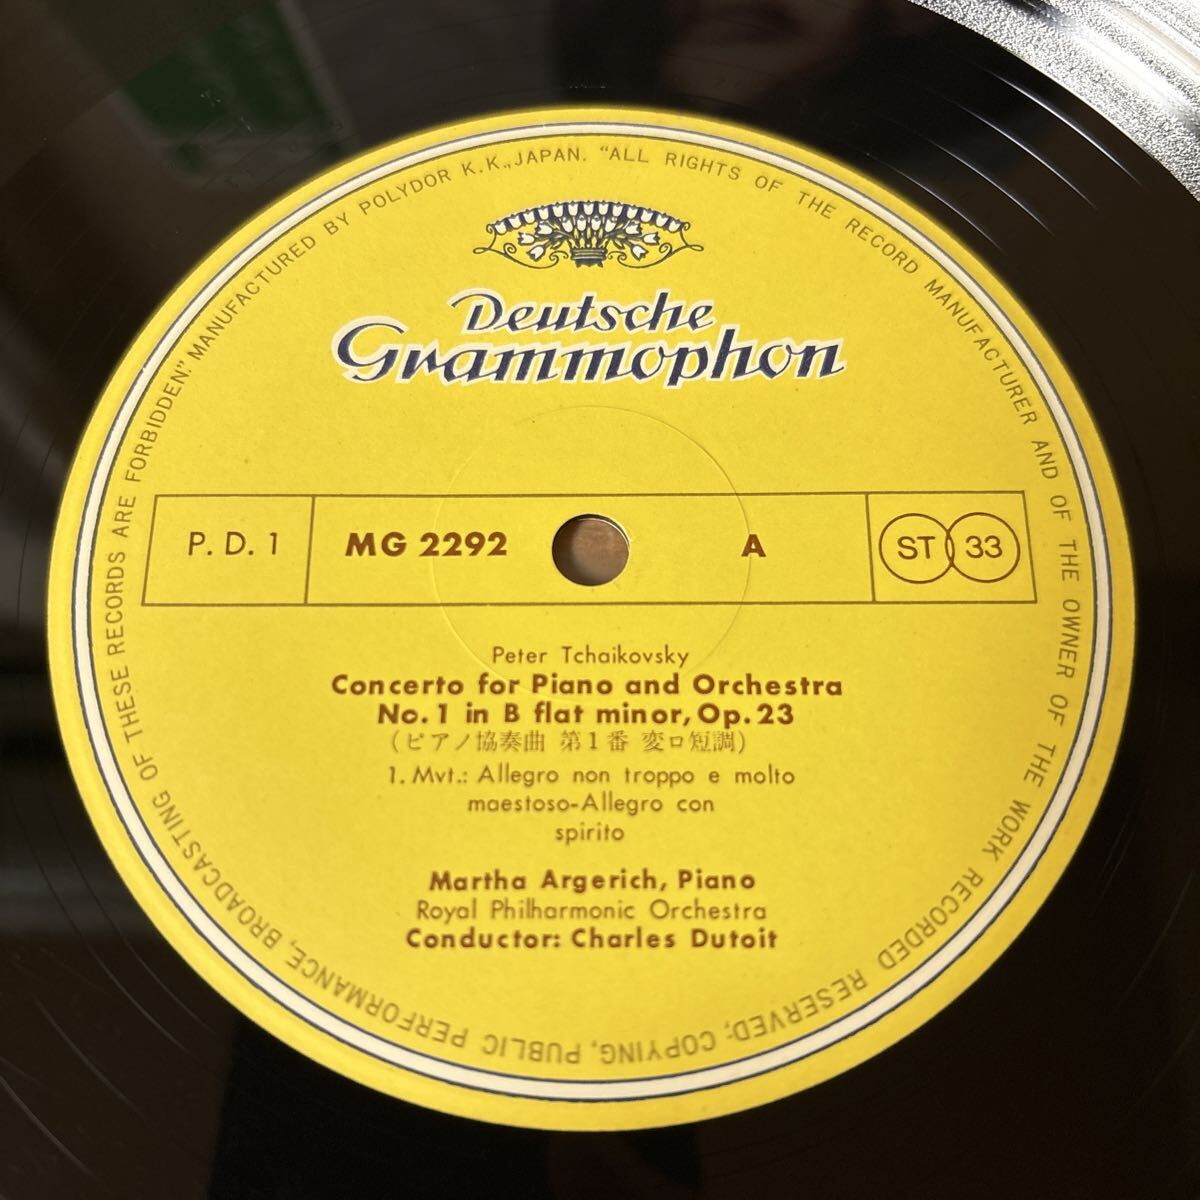 Deutsche
Grammophon
P. D. 1 MG 2292 A ST 33
Peter Tchaikovsky
Concerto for Piano and Orchestra
No. 1 in B flat minor, Op. 23
(ピアノ協奏曲 第1番 変ロ短調)
1. Mvt.: Allegro non troppo e molto
maestoso-Allegro con
spirito
Martha Argerich, Piano
Royal Philharmonic Orchestra
Conductor: Charles Dutoit
MANUFACTURED BY POLYDOR K.K., JAPAN. "ALL RIGHTS OF THE RECORD MANUFACTURER AND OF THE OWNER OF THE WORK RECORDED RESERVED; COPYING, PUBLIC PERFORMANCE, BROADCASTING OF THESE RECORDS ARE FORBIDDEN."